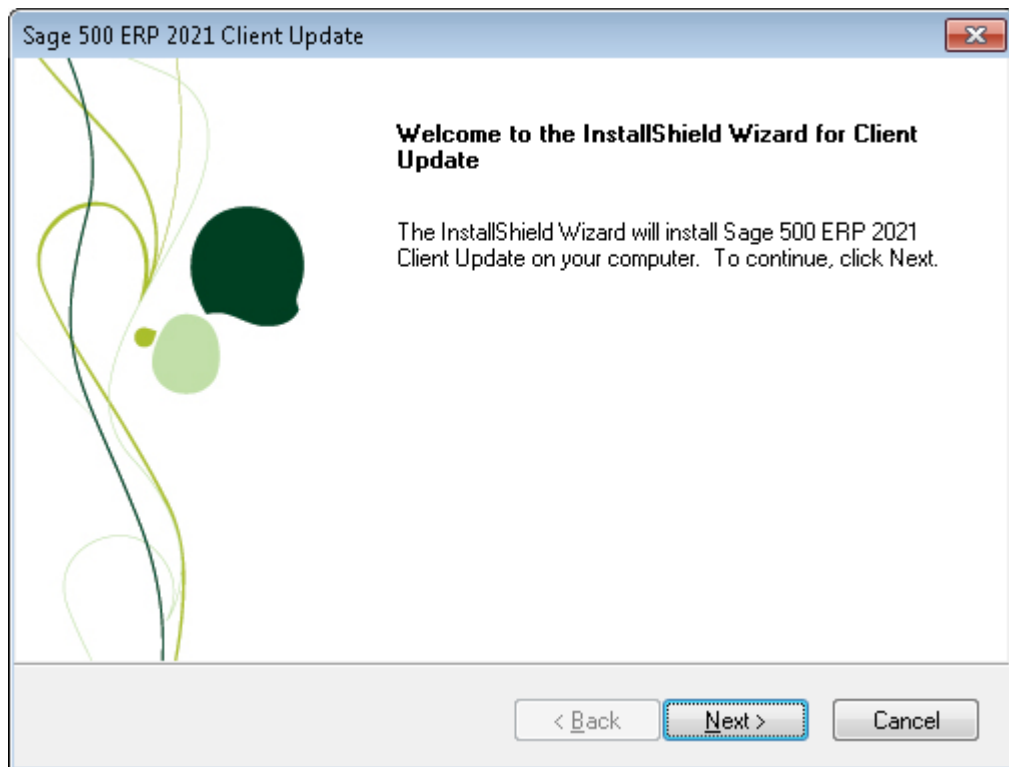 Sage 500 ERP 2021 Client Update
Welcome to the InstallShield Wizard for Client
Update
The InstallShield Wizard will install Sage 500 ERP 2021
Client Update on your computer. To continue, click Next.
< Back
Next >
Cancel